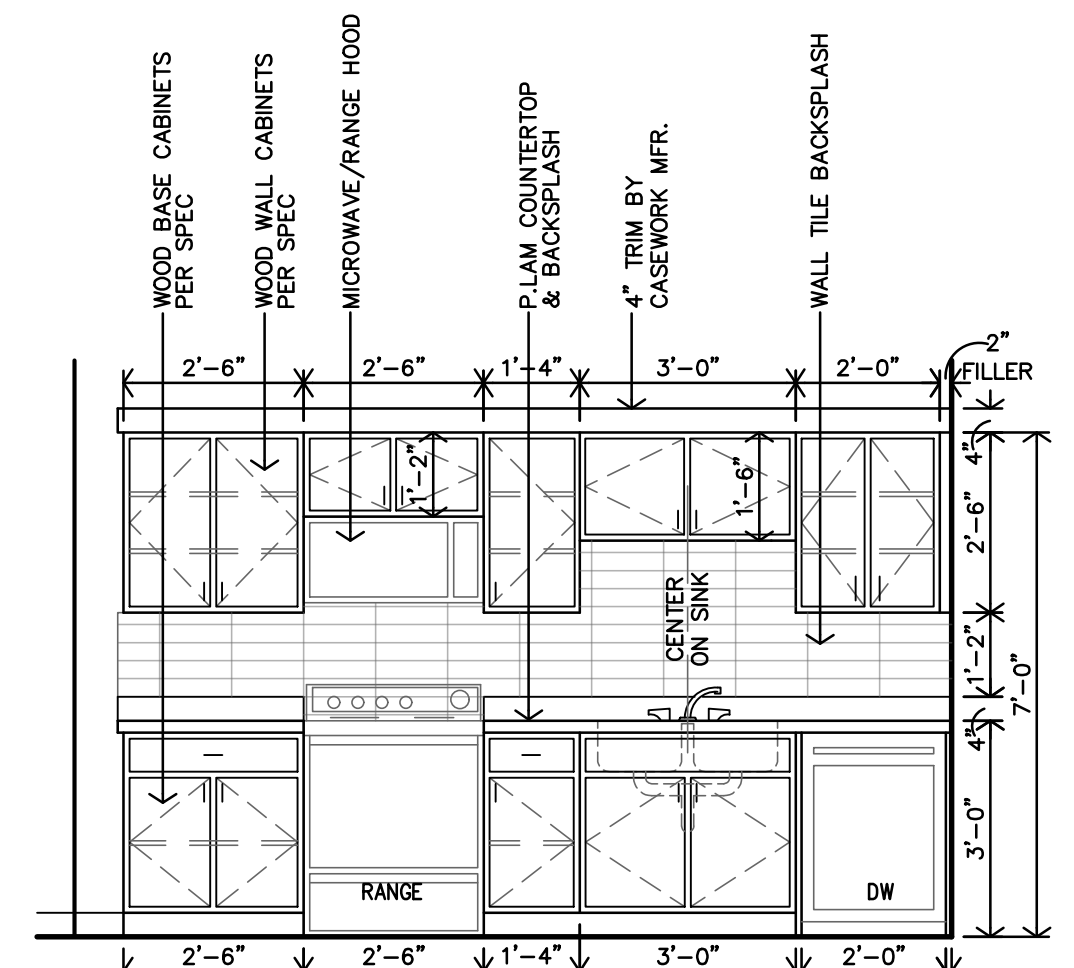 WOOD BASE CABINETS
PER SPEC
WOOD WALL CABINETS
PER SPEC
MICROWAVE/RANGE HOOD
P.LAM COUNTERTOP
& BACKSPLASH
4” TRIM BY
CASEWORK MFR.
WALL TILE BACKSPLASH
2”
FILLER
2’-6” 2’-6” 1’-4” 3’-0” 2’-0”
1’-2”
1’-6”
4”
2’-6”
CENTER
ON SINK
1’-2”
7’-0”
4”
3’-0”
RANGE
DW
2’-6” 2’-6” 1’-4” 3’-0” 2’-0”